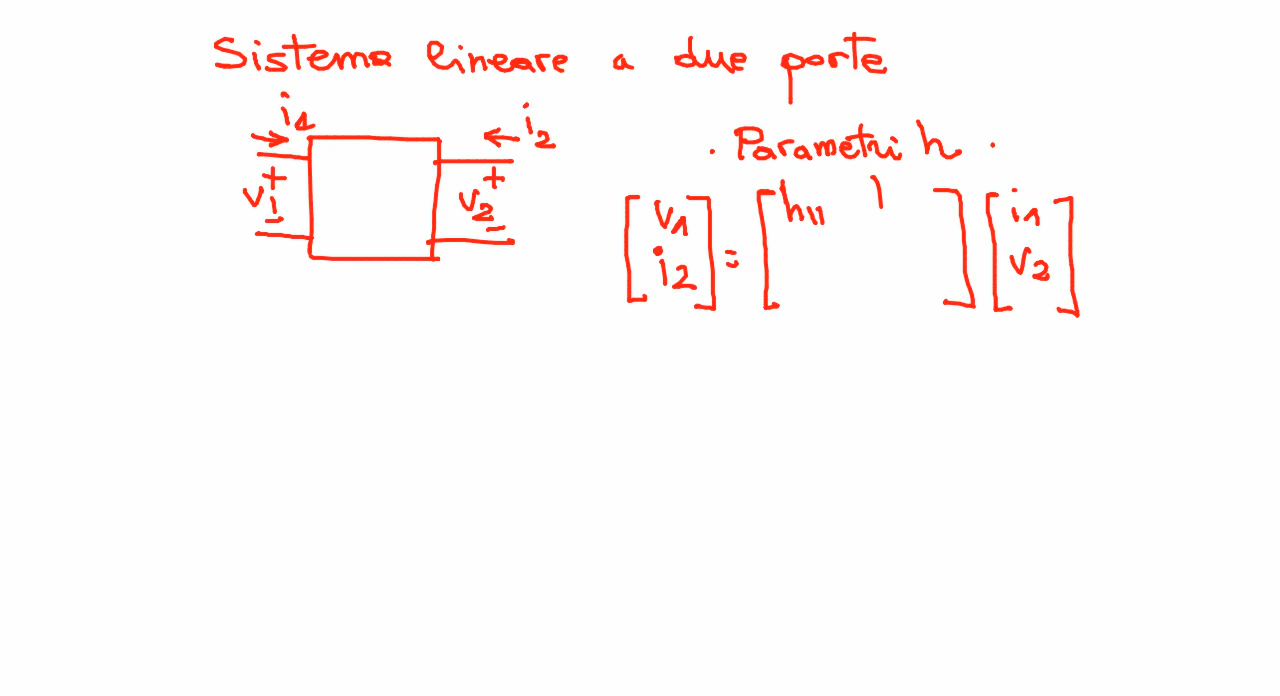 Sistema lineare a due porte
i1 i2
. Parametri h .
+ +
v1 v2
- -
[v1 i2] = [h11 ] [i1 v2]